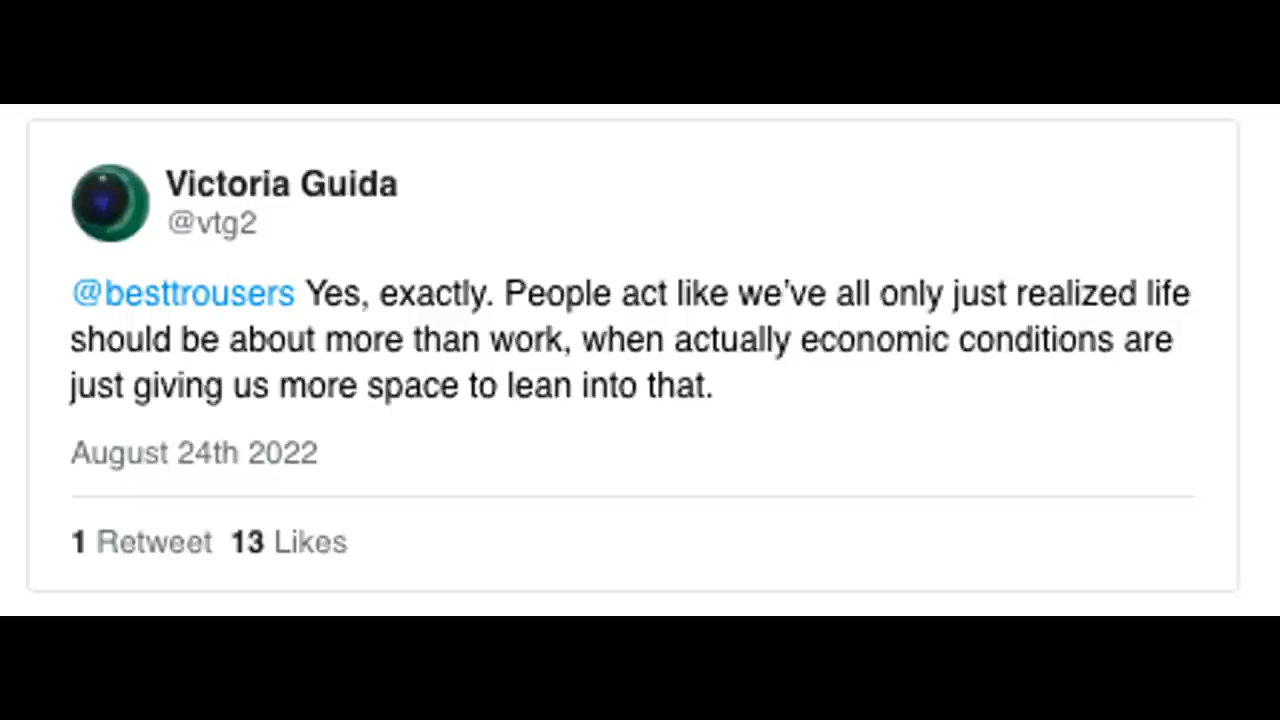 Victoria Guida
@vtg2
@besttrousers Yes, exactly. People act like we've all only just realized life
should be about more than work, when actually economic conditions are
just giving us more space to lean into that.
August 24th 2022
1 Retweet 13 Likes